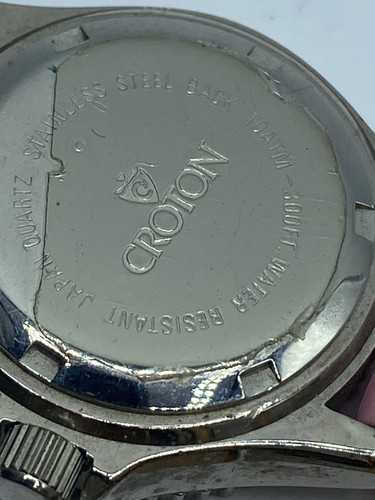 JAPAN QUARTZ STAINLESS STEEL BACK 10ATM-300FT. WATER RESISTANT
CROTON